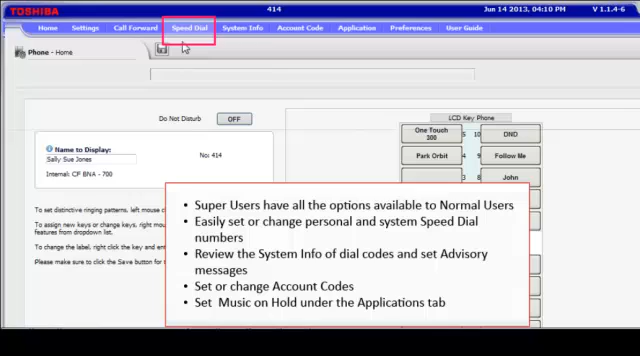 TOSHIBA 414 Jun 14 2013, 04:10 PM V 1.1.4-6
Home Settings Call Forward Speed Dial System Info Account Code Application Preferences User Guide
Phone - Home
Do Not Disturb OFF
LCD Key Phone
One Touch 300 5 10 DND
Name to Display:
Sally Sue Jones No: 414
Park Orbit 4 9 Follow Me
Internal: CF BNA - 700
3 8 John
• Super Users have all the options available to Normal Users
• Easily set or change personal and system Speed Dial
numbers
• Review the System Info of dial codes and set Advisory
messages
• Set or change Account Codes
• Set Music on Hold under the Applications tab
To set distinctive ringing patterns, left mouse
To assign new keys or change keys, right mou
features from dropdown list.
To change the label, right click the key and ente
Please make sure to click the Save button for